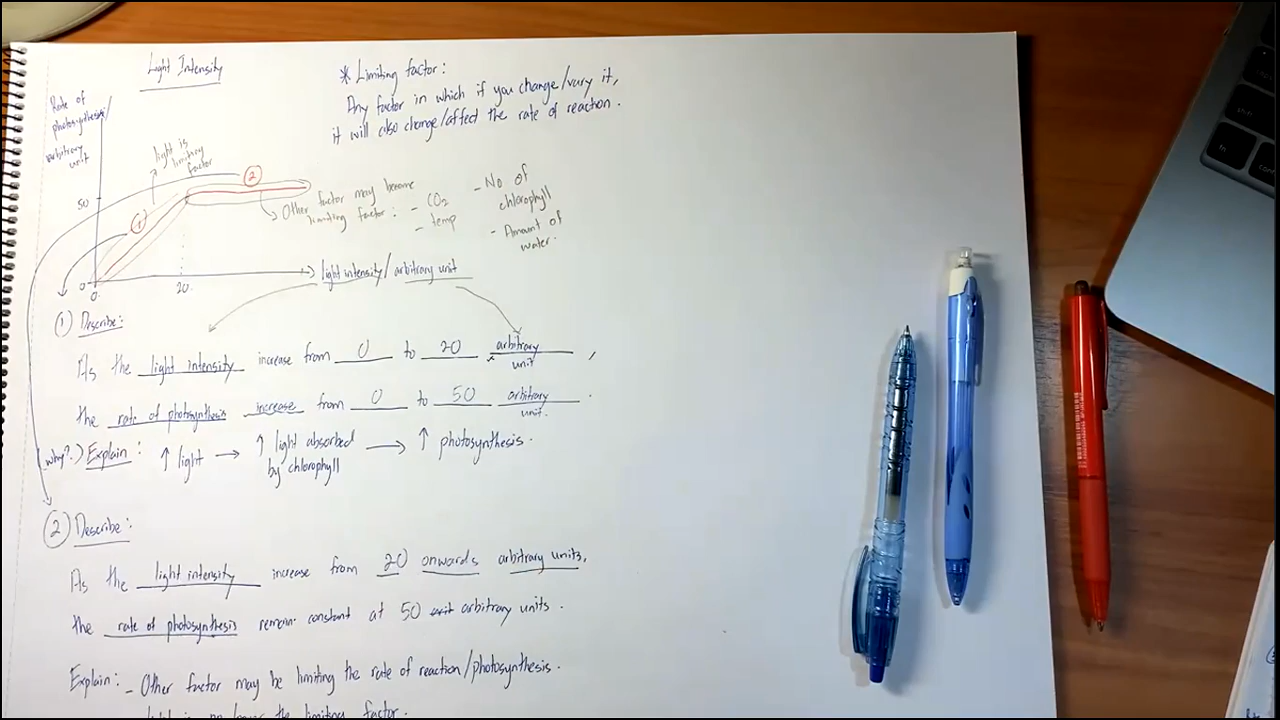 Light Intensity
* Limiting factor:
Any factor in which if you change/vary it,
it will also change/affect the rate of reaction.
Rate of
photosynthesis/
arbitrary
unit
light is
limiting
factor
50
0
0
20
1
2
Other factor may become
limiting factor:
- CO2
- temp
- No of
chlorophyll
- Amount of
water.
light intensity/arbitrary unit
1 Describe:
As the light intensity increase from 0 to 20 arbitrary unit,
the rate of photosynthesis increase from 0 to 50 arbitrary unit.
(why?) Explain: ↑ light → ↑ light absorbed by chlorophyll → ↑ photosynthesis.
2 Describe:
As the light intensity increase from 20 onwards arbitrary units,
the rate of photosynthesis remain constant at 50 arbitrary units.
Explain: - Other factor may be limiting the rate of reaction/photosynthesis.
the limiting factor.
shift
fn